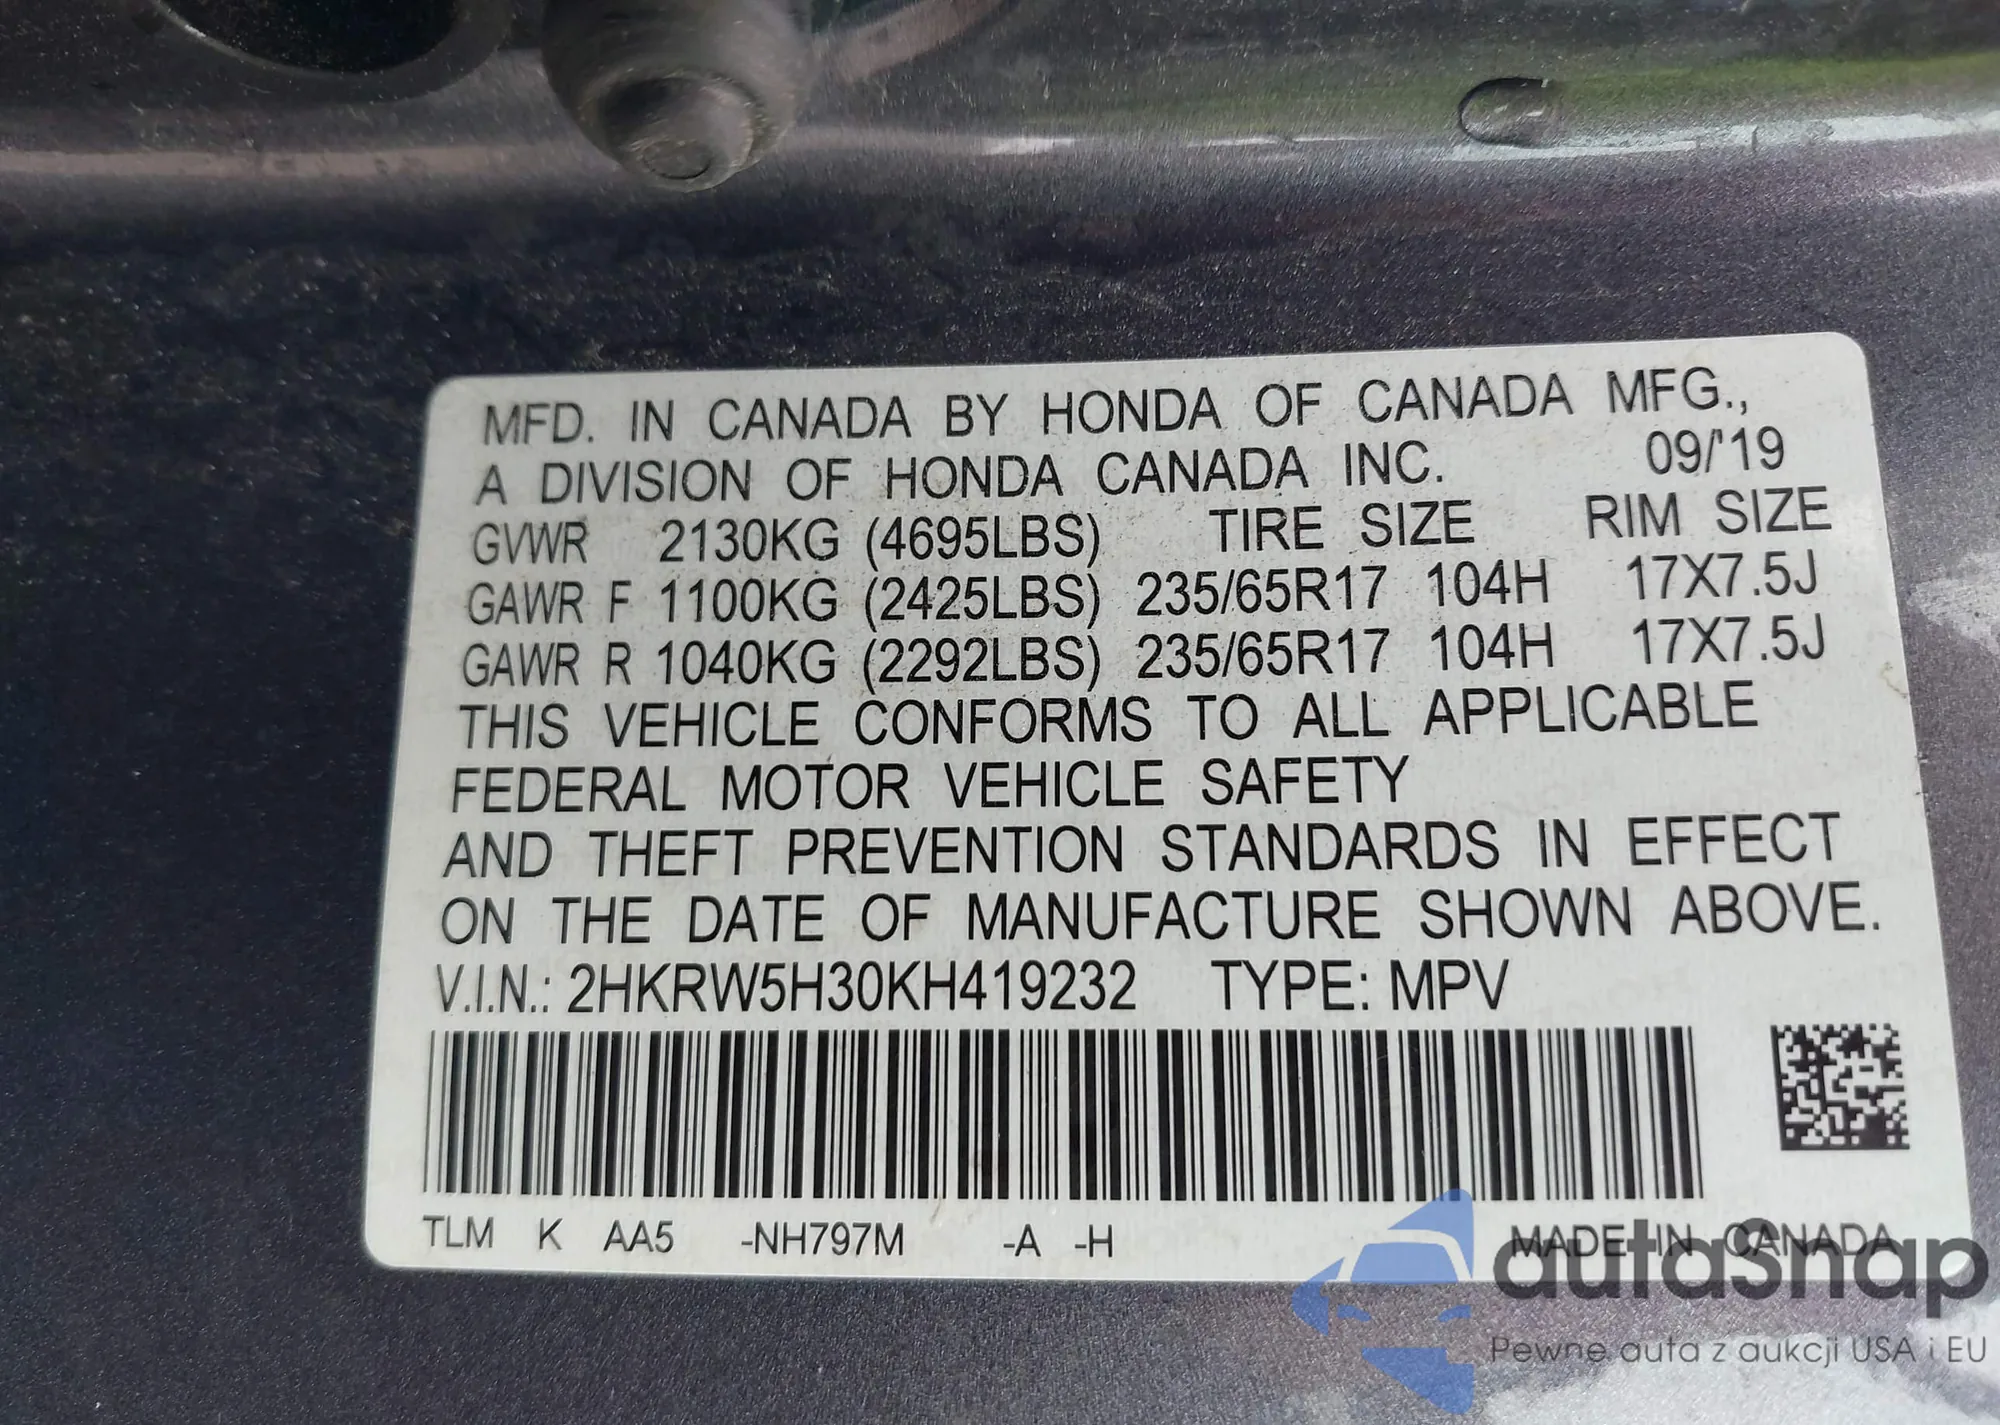 MFD. IN CANADA BY HONDA OF CANADA MFG.,
A DIVISION OF HONDA CANADA INC. 09/'19
GVWR 2130KG (4695LBS) TIRE SIZE RIM SIZE
GAWR F 1100KG (2425LBS) 235/65R17 104H 17X7.5J
GAWR R 1040KG (2292LBS) 235/65R17 104H 17X7.5J
THIS VEHICLE CONFORMS TO ALL APPLICABLE
FEDERAL MOTOR VEHICLE SAFETY
AND THEFT PREVENTION STANDARDS IN EFFECT
ON THE DATE OF MANUFACTURE SHOWN ABOVE.
V.I.N.: 2HKRW5H30KH419232 TYPE: MPV
TLM K AA5 -NH797M -A -H MADE IN CANADA
autaSnap
Pewne auta z aukcji USA i EU